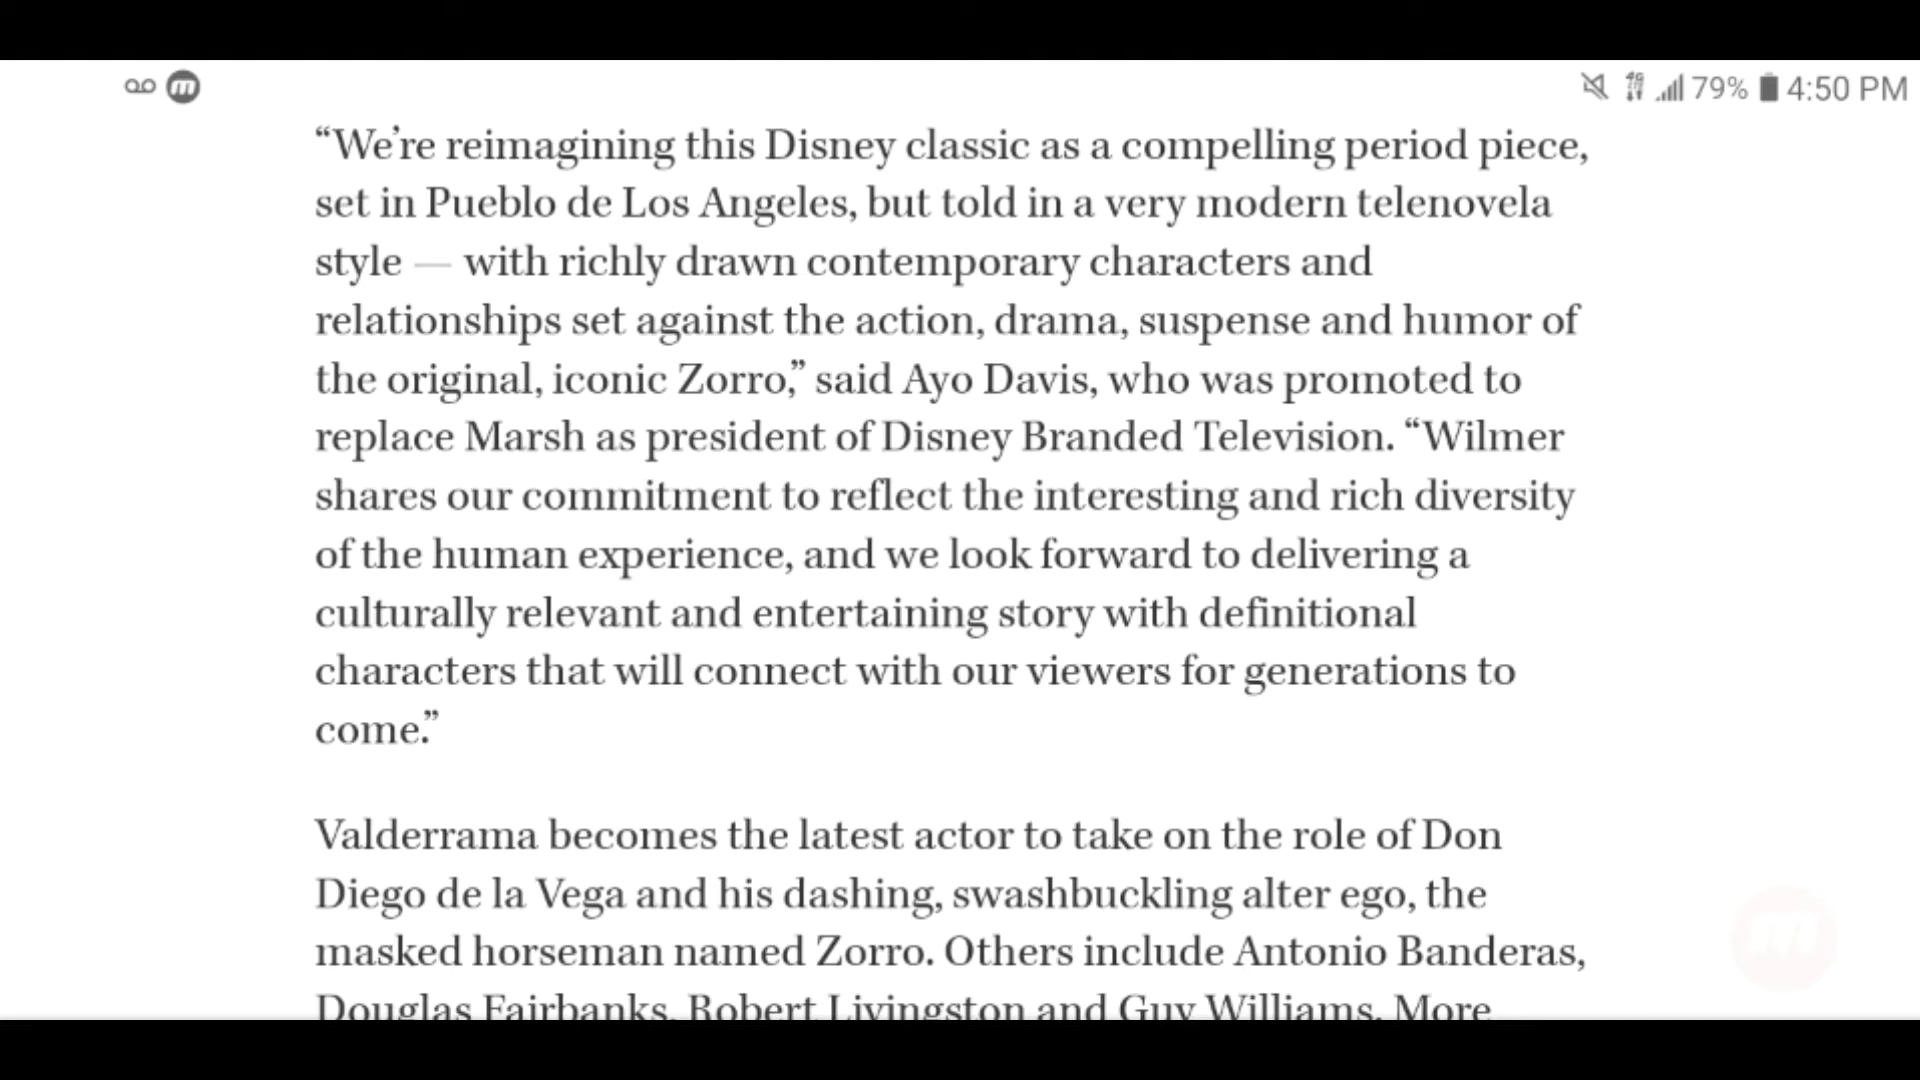 79% 4:50 PM
“We’re reimagining this Disney classic as a compelling period piece,
set in Pueblo de Los Angeles, but told in a very modern telenovela
style — with richly drawn contemporary characters and
relationships set against the action, drama, suspense and humor of
the original, iconic Zorro,” said Ayo Davis, who was promoted to
replace Marsh as president of Disney Branded Television. “Wilmer
shares our commitment to reflect the interesting and rich diversity
of the human experience, and we look forward to delivering a
culturally relevant and entertaining story with definitional
characters that will connect with our viewers for generations to
come.”
Valderrama becomes the latest actor to take on the role of Don
Diego de la Vega and his dashing, swashbuckling alter ego, the
masked horseman named Zorro. Others include Antonio Banderas,
Douglas Fairbanks, Robert Livingston and Guy Williams. More